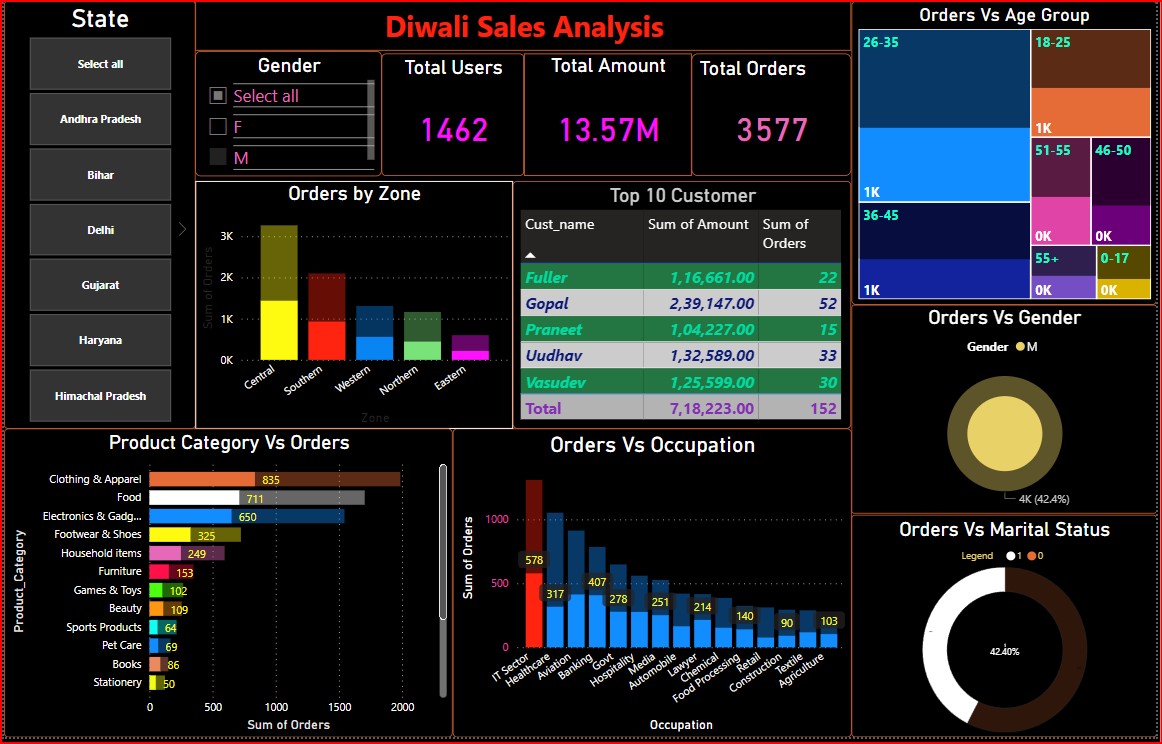 State
Select all
Andhra Pradesh
Bihar
Delhi
Gujarat
Haryana
Himachal Pradesh
Diwali Sales Analysis
Gender
Select all
F
M
Total Users
1462
Total Amount
13.57M
Total Orders
3577
Orders by Zone
Sum of Orders
3K
2K
1K
0K
Central
Southern
Western
Northern
Eastern
Zone
Top 10 Customer
Cust_name Sum of Amount Sum of Orders
Fuller 1,16,661.00 22
Gopal 2,39,147.00 52
Praneet 1,04,227.00 15
Uudhav 1,32,589.00 33
Vasudev 1,25,599.00 30
Total 7,18,223.00 152
Orders Vs Age Group
26-35
1K
18-25
1K
36-45
1K
51-55
0K
46-50
0K
55+
0K
0-17
0K
Orders Vs Gender
Gender M
4K (42.4%)
Product Category Vs Orders
Product_Category
Clothing & Apparel 835
Food 711
Electronics & Gadg... 650
Footwear & Shoes 325
Household items 249
Furniture 153
Games & Toys 102
Beauty 109
Sports Products 64
Pet Care 69
Books 86
Stationery 50
0 500 1000 1500 2000
Sum of Orders
Orders Vs Occupation
Sum of Orders
1000
500
0
578
317
407
278
251
214
140
90
103
IT Sector
Healthcare
Aviation
Banking
Govt
Hospitality
Media
Automobile
Lawyer
Chemical
Food Processing
Retail
Construction
Textile
Agriculture
Occupation
Orders Vs Marital Status
Legend 1 0
42.40%